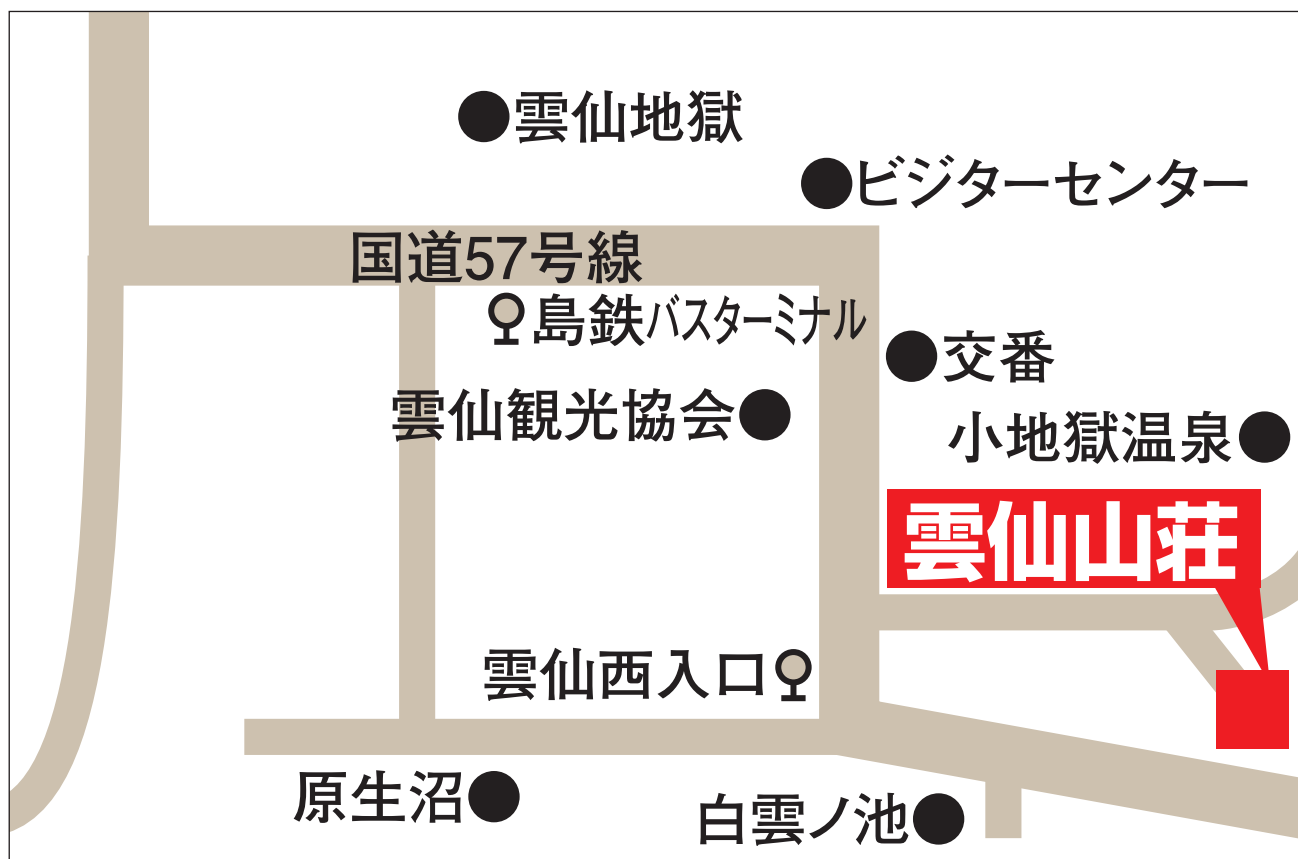 雲仙地獄
ビジターセンター
国道57号線
島鉄バスターミナル
交番
雲仙観光協会
小地獄温泉
雲仙山荘
雲仙西入口
原生沼
白雲ノ池